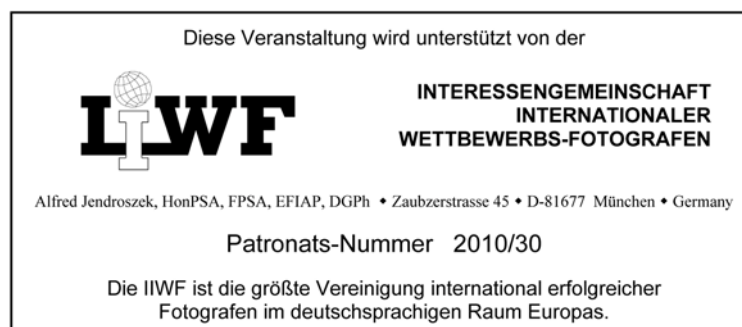 Diese Veranstaltung wird unterstützt von der
IIWF
INTERESSENGEMEINSCHAFT
INTERNATIONALER
WETTBEWERBS-FOTOGRAFEN
Alfred Jendroszek, HonPSA, FPSA, EFIAP, DGPh ◆ Zaubzerstrasse 45 ◆ D-81677 München ◆ Germany
Patronats-Nummer 2010/30
Die IIWF ist die größte Vereinigung international erfolgreicher
Fotografen im deutschsprachigen Raum Europas.